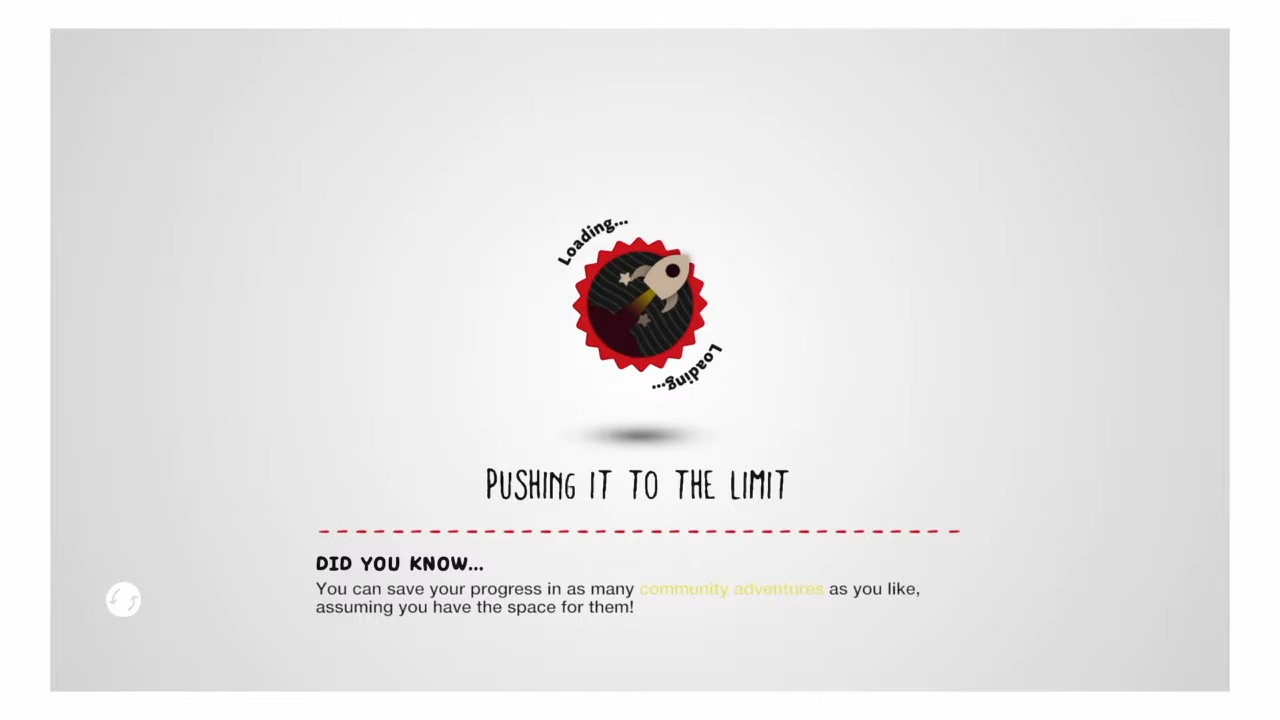 Loading...
Loading...
PUSHING IT TO THE LIMIT
DID YOU KNOW...
You can save your progress in as many community adventures as you like,
assuming you have the space for them!